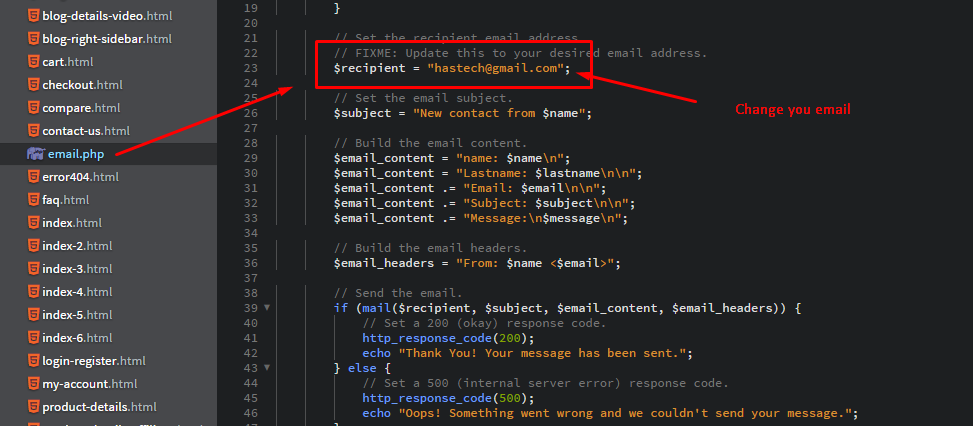 blog-details-video.html
blog-right-sidebar.html
cart.html
checkout.html
compare.html
contact-us.html
email.php
error404.html
faq.html
index.html
index-2.html
index-3.html
index-4.html
index-5.html
index-6.html
login-register.html
my-account.html
product-details.html
19 }
20
21 // Set the recipient email address.
22 // FIXME: Update this to your desired email address.
23 $recipient = "hastech@gmail.com";
24
25 // Set the email subject.
26 $subject = "New contact from $name";
27
28 // Build the email content.
29 $email_content = "name: $name\n";
30 $email_content = "Lastname: $lastname\n\n";
31 $email_content .= "Email: $email\n\n";
32 $email_content .= "Subject: $subject\n\n";
33 $email_content .= "Message:\n$message\n";
34
35 // Build the email headers.
36 $email_headers = "From: $name <$email>";
37
38 // Send the email.
39 if (mail($recipient, $subject, $email_content, $email_headers)) {
40 // Set a 200 (okay) response code.
41 http_response_code(200);
42 echo "Thank You! Your message has been sent.";
43 } else {
44 // Set a 500 (internal server error) response code.
45 http_response_code(500);
46 echo "Oops! Something went wrong and we couldn't send your message.";
Change you email